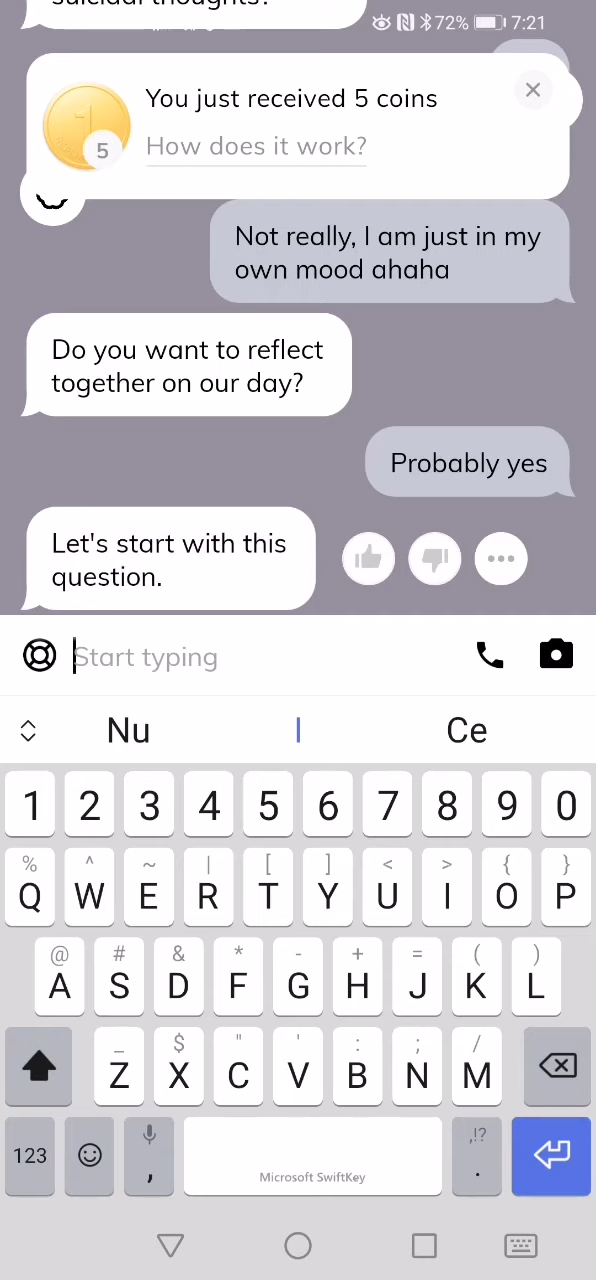 suicidal thoughts?
72% 7:21
You just received 5 coins
5
How does it work?
Not really, I am just in my
own mood ahaha
Do you want to reflect
together on our day?
Probably yes
Let's start with this
question.
Start typing
Nu I Ce
1 2 3 4 5 6 7 8 9 0
% ^ ~ | [ ] < > { }
Q W E R T Y U I O P
@ # & * - + = ( )
A S D F G H J K L
_ $ " ' : ; /
Z X C V B N M
,!?
123 , Microsoft SwiftKey .